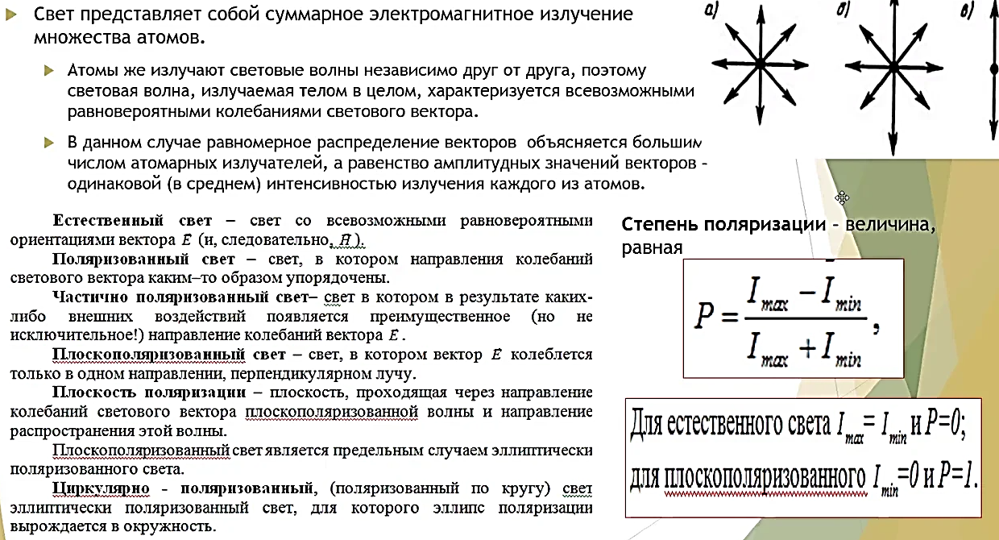 Свет представляет собой суммарное электромагнитное излучение
множества атомов.
Атомы же излучают световые волны независимо друг от друга, поэтому
световая волна, излучаемая телом в целом, характеризуется всевозможными
равновероятными колебаниями светового вектора.
В данном случае равномерное распределение векторов объясняется большим
числом атомарных излучателей, а равенство амплитудных значений векторов -
одинаковой (в среднем) интенсивностью излучения каждого из атомов.
а)
б)
в)
Естественный свет – свет со всевозможными равновероятными
ориентациями вектора E (и, следовательно, H ).
Поляризованный свет – свет, в котором направления колебаний
светового вектора каким–то образом упорядочены.
Частично поляризованный свет– свет в котором в результате каких-
либо внешних воздействий появляется преимущественное (но не
исключительное!) направление колебаний вектора E .
Плоскополяризованный свет – свет, в котором вектор E колеблется
только в одном направлении, перпендикулярном лучу.
Плоскость поляризации – плоскость, проходящая через направление
колебаний светового вектора плоскополяризованной волны и направление
распространения этой волны.
Плоскополяризованный свет является предельным случаем эллиптически
поляризованного света.
Циркулярно - поляризованный, (поляризованный по кругу) свет
эллиптически поляризованный свет, для которого эллипс поляризации
вырождается в окружность.
Степень поляризации – величина,
равная
P = (I max − I min) / (I max + I min) ,
Для естественного света I max = I min и P=0;
для плоскополяризованного I min =0 и P=1.